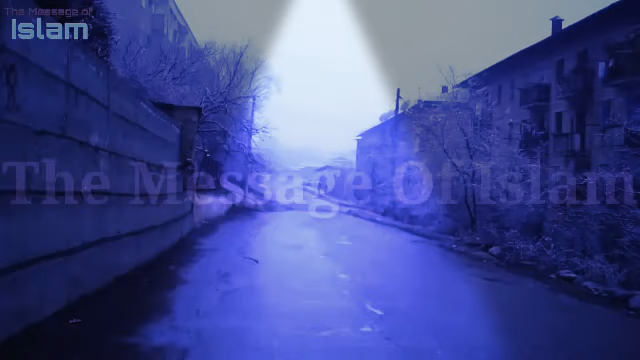 The Message of
Islam
The Message Of Islam